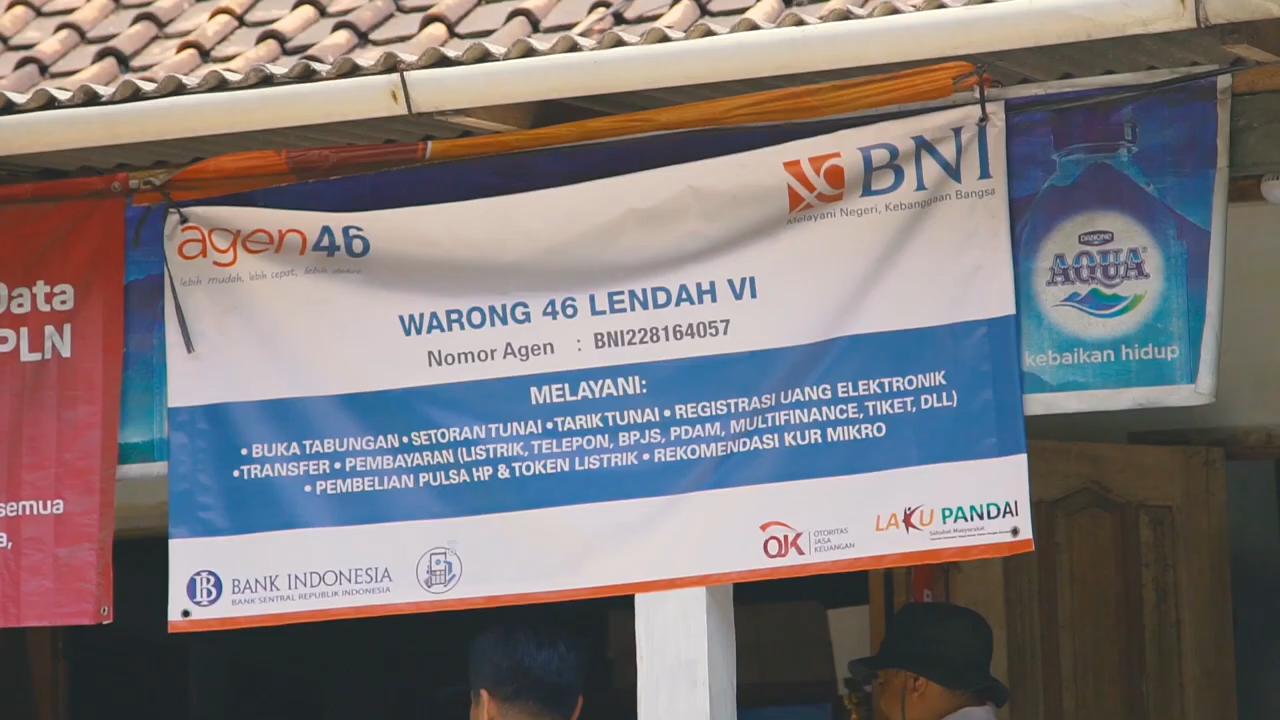 Data
PLN
semua
agen46
lebih mudah, lebih cepat, lebih
BNI
Melayani Negeri, Kebanggaan Bangsa
WARONG 46 LENDAH VI
Nomor Agen : BNI228164057
MELAYANI:
• BUKA TABUNGAN • SETORAN TUNAI • TARIK TUNAI • REGISTRASI UANG ELEKTRONIK
• TRANSFER • PEMBAYARAN (LISTRIK, TELEPON, BPJS, PDAM, MULTIFINANCE, TIKET, DLL)
• PEMBELIAN PULSA HP & TOKEN LISTRIK • REKOMENDASI KUR MIKRO
BANK INDONESIA
BANK SENTRAL REPUBLIK INDONESIA
OJK
OTORITAS
JASA
KEUANGAN
LAKU PANDAI
DANONE
AQUA
kebaikan hidup